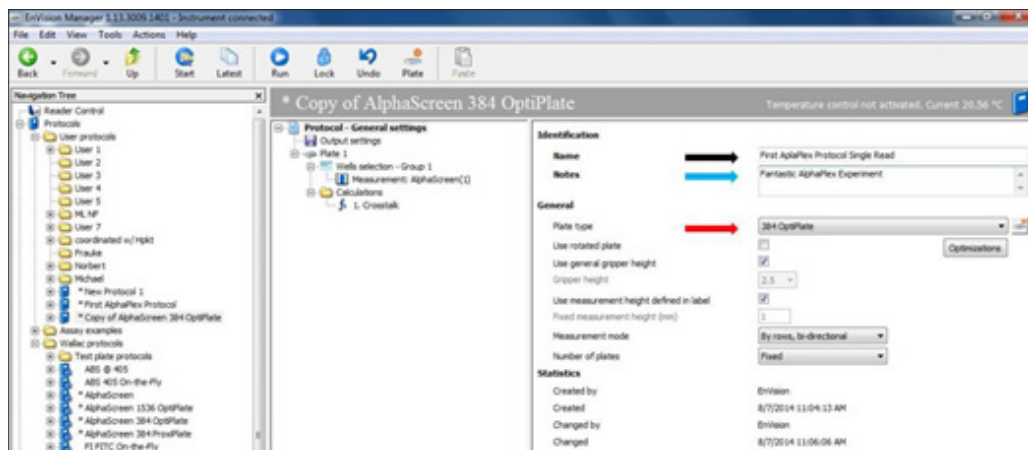 EnVision Manager 1.13.3009.1401 - Instrument connected
File Edit View Tools Actions Help
Back Forward Up Start Latest Run Lock Undo Plate Paste
Navigation Tree
Reader Control
Protocols
User protocols
User 1
User 2
User 3
User 4
User 5
ML NF
User 7
coordinated w/ Hpkt
Frauke
Norbert
Michael
* New Protocol 1
* First AlphaPlex Protocol
* Copy of AlphaScreen 384 OptiPlate
Assay examples
Wallac protocols
Test plate protocols
ABS @ 405
ABS 405 On-the-Fly
* AlphaScreen
* AlphaScreen 1536 OptiPlate
* AlphaScreen 384 OptiPlate
* AlphaScreen 384 ProxiPlate
FI FITC On-the-Fly
* Copy of AlphaScreen 384 OptiPlate
Temperature control not activated. Current 20.56 °C
Protocol - General settings
Output settings
Plate 1
Wells selection - Group 1
Measurement: AlphaScreen(1)
Calculations
1. Crosstalk
Identification
Name First AplaPlex Protocol Single Read
Notes Fantastic AlphaPlex Experiment
General
Plate type 384 OptiPlate
Use rotated plate Optimizations
Use general gripper height
Gripper height 2.5
Use measurement height defined in label
Fixed measurement height (mm) 1
Measurement mode By rows, bi-directional
Number of plates Fixed
Statistics
Created by EnVision
Created 8/7/2014 11:04:13 AM
Changed by EnVision
Changed 8/7/2014 11:06:06 AM